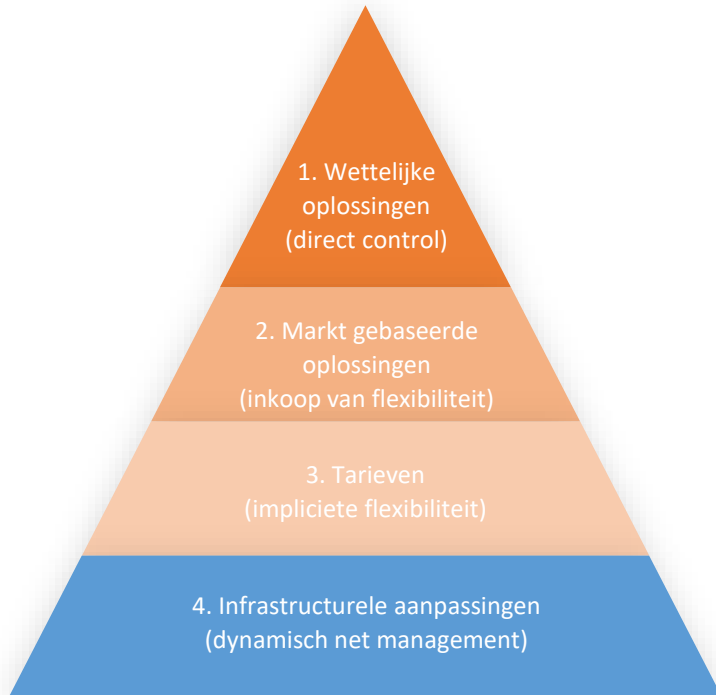 1. Wettelijke
oplossingen
(direct control)
2. Markt gebaseerde
oplossingen
(inkoop van flexibiliteit)
3. Tarieven
(impliciete flexibiliteit)
4. Infrastructurele aanpassingen
(dynamisch net management)